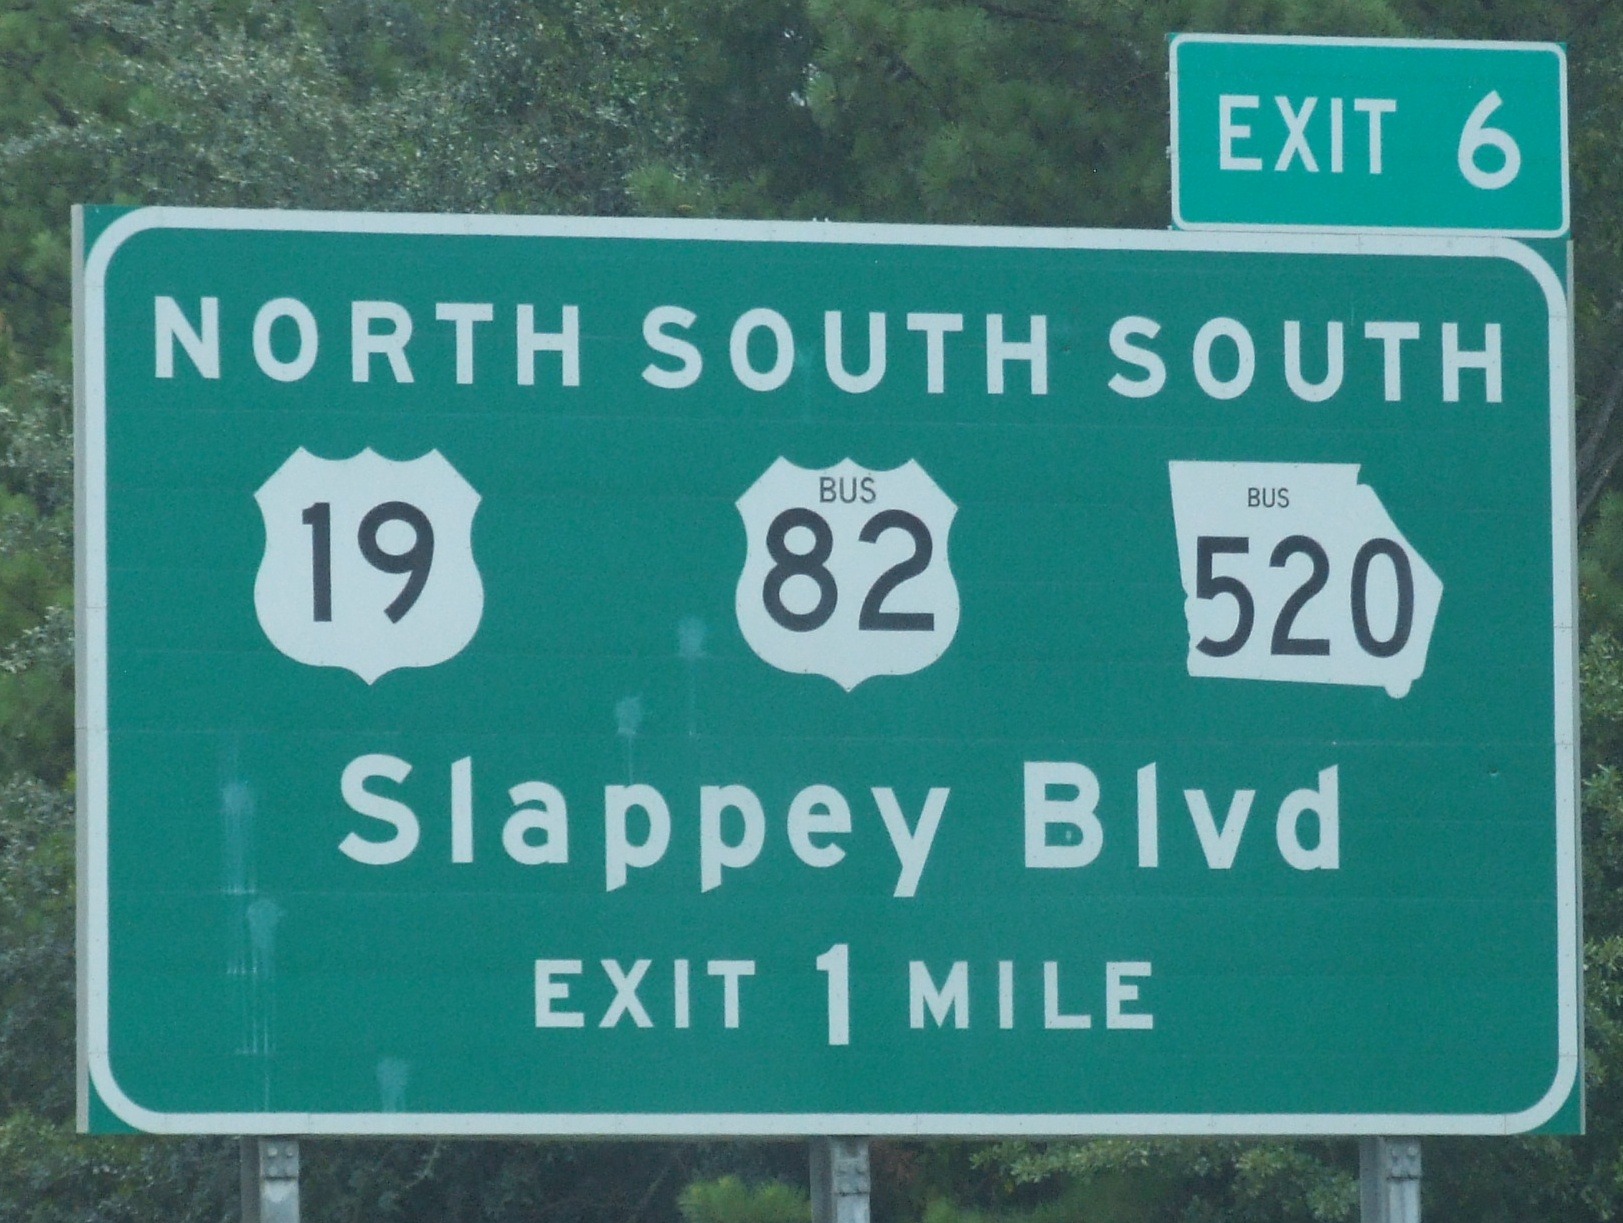 EXIT 6
NORTH SOUTH SOUTH
19 BUS 82 BUS 520
Slappey Blvd
EXIT 1 MILE